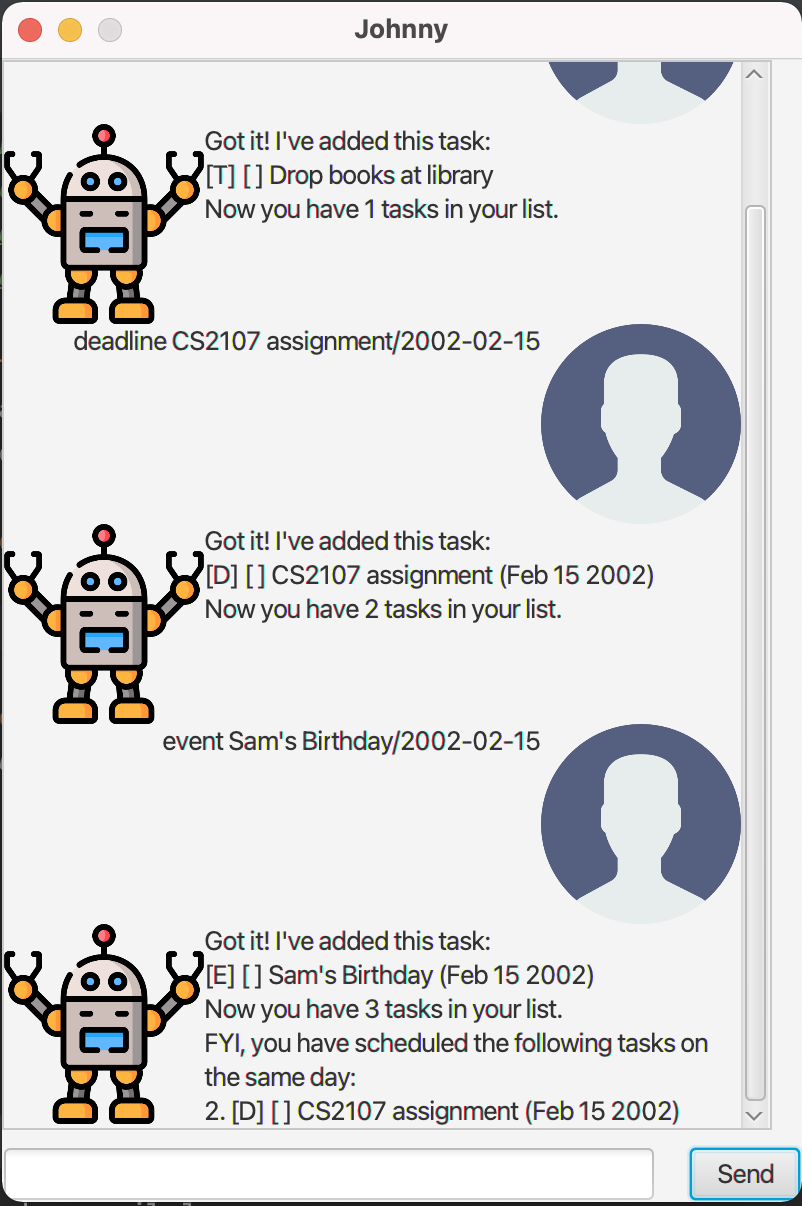 Johnny
Got it! I've added this task:
[T] [ ] Drop books at library
Now you have 1 tasks in your list.
deadline CS2107 assignment/2002-02-15
Got it! I've added this task:
[D] [ ] CS2107 assignment (Feb 15 2002)
Now you have 2 tasks in your list.
event Sam's Birthday/2002-02-15
Got it! I've added this task:
[E] [ ] Sam's Birthday (Feb 15 2002)
Now you have 3 tasks in your list.
FYI, you have scheduled the following tasks on
the same day:
2. [D] [ ] CS2107 assignment (Feb 15 2002)
Send